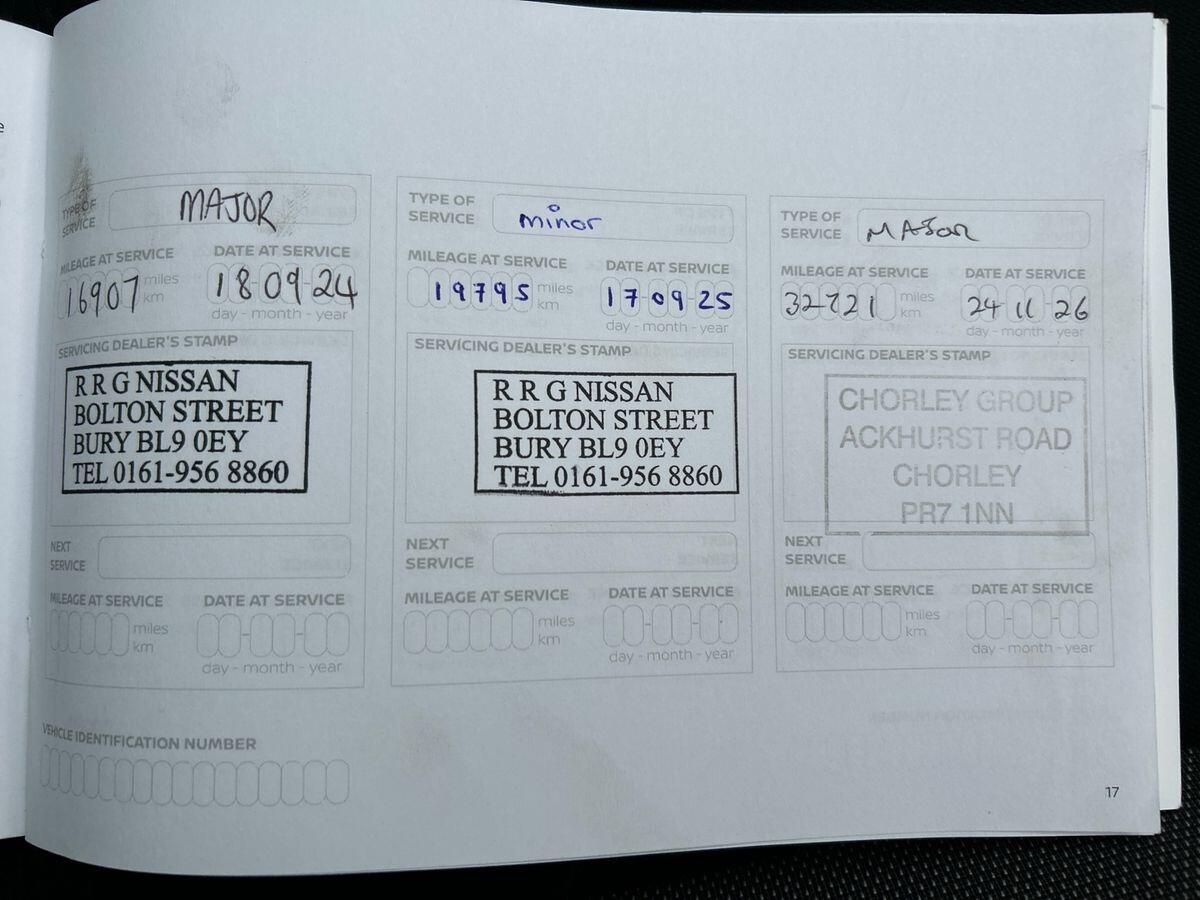 TYPE OF
SERVICE
MAJOR
MILEAGE AT SERVICE
DATE AT SERVICE
16907
miles
km
18-09-24
day - month - year
SERVICING DEALER'S STAMP
R R G NISSAN
BOLTON STREET
BURY BL9 0EY
TEL 0161-956 8860
NEXT
SERVICE
MILEAGE AT SERVICE
DATE AT SERVICE
miles
km
day - month - year
TYPE OF
SERVICE
minor
MILEAGE AT SERVICE
DATE AT SERVICE
19795
miles
km
17-09-25
day - month - year
SERVICING DEALER'S STAMP
R R G NISSAN
BOLTON STREET
BURY BL9 0EY
TEL 0161-956 8860
NEXT
SERVICE
MILEAGE AT SERVICE
DATE AT SERVICE
miles
km
day - month - year
TYPE OF
SERVICE
MAJOR
MILEAGE AT SERVICE
DATE AT SERVICE
miles
km
24-11-26
day - month - year
SERVICING DEALER'S STAMP
CHORLEY GROUP
ACKHURST ROAD
CHORLEY
PR7 1NN
NEXT
SERVICE
MILEAGE AT SERVICE
DATE AT SERVICE
miles
km
day - month - year
VEHICLE IDENTIFICATION NUMBER
17